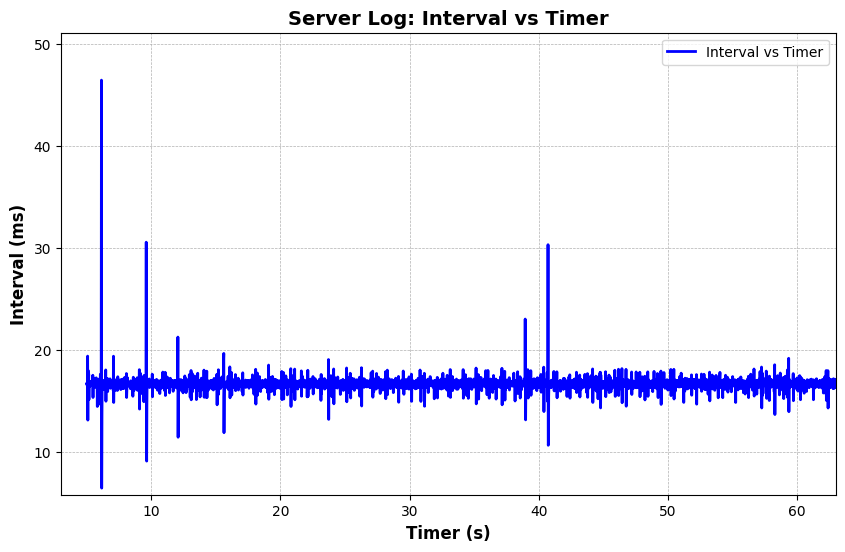 Server Log: Interval vs Timer
Interval vs Timer
50
40
30
20
10
Interval (ms)
10 20 30 40 50 60
Timer (s)